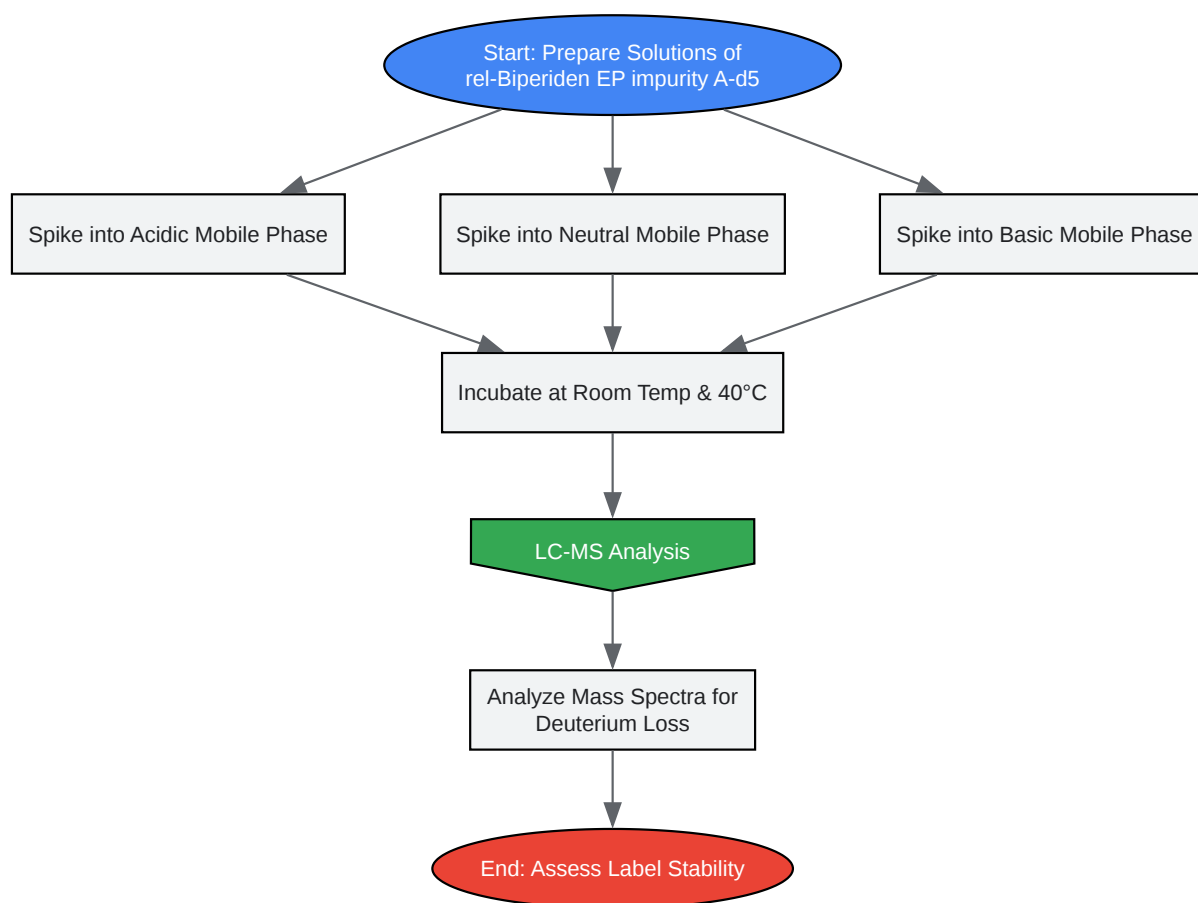 Start: Prepare Solutions of
rel-Biperiden EP impurity A-d5
Spike into Acidic Mobile Phase
Spike into Neutral Mobile Phase
Spike into Basic Mobile Phase
Incubate at Room Temp & 40°C
LC-MS Analysis
Analyze Mass Spectra for
Deuterium Loss
End: Assess Label Stability